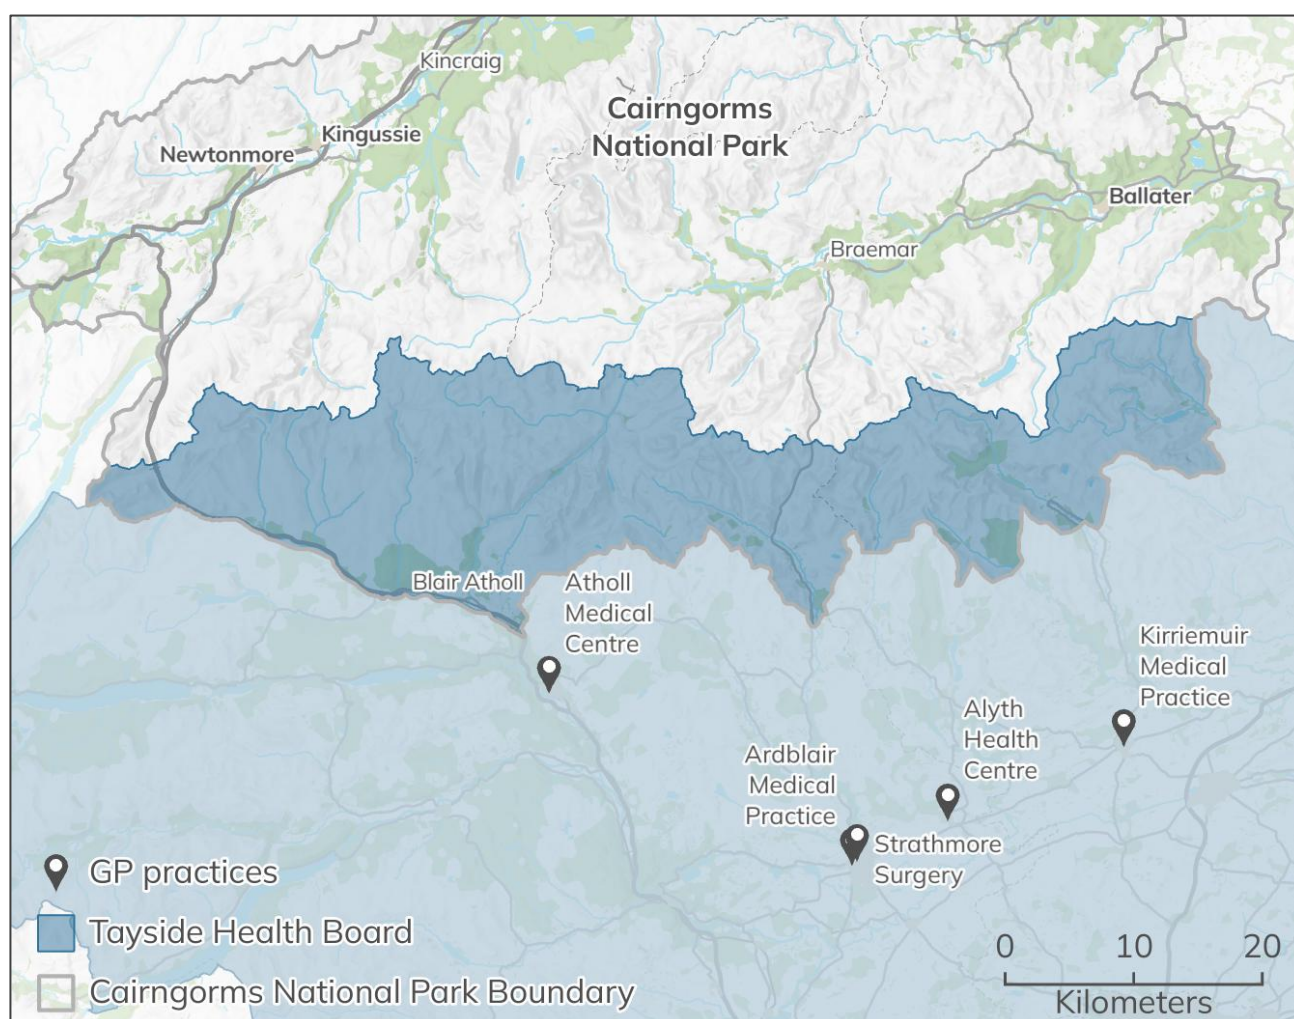 Kincraig
Cairngorms
National Park
Kingussie
Newtonmore
Ballater
Braemar
Blair Atholl
Atholl
Medical
Centre
Kirriemuir
Medical
Practice
Alyth
Health
Centre
Ardblair
Medical
Practice
Strathmore
Surgery
GP practices
Tayside Health Board
Cairngorms National Park Boundary
0 10 20
Kilometers